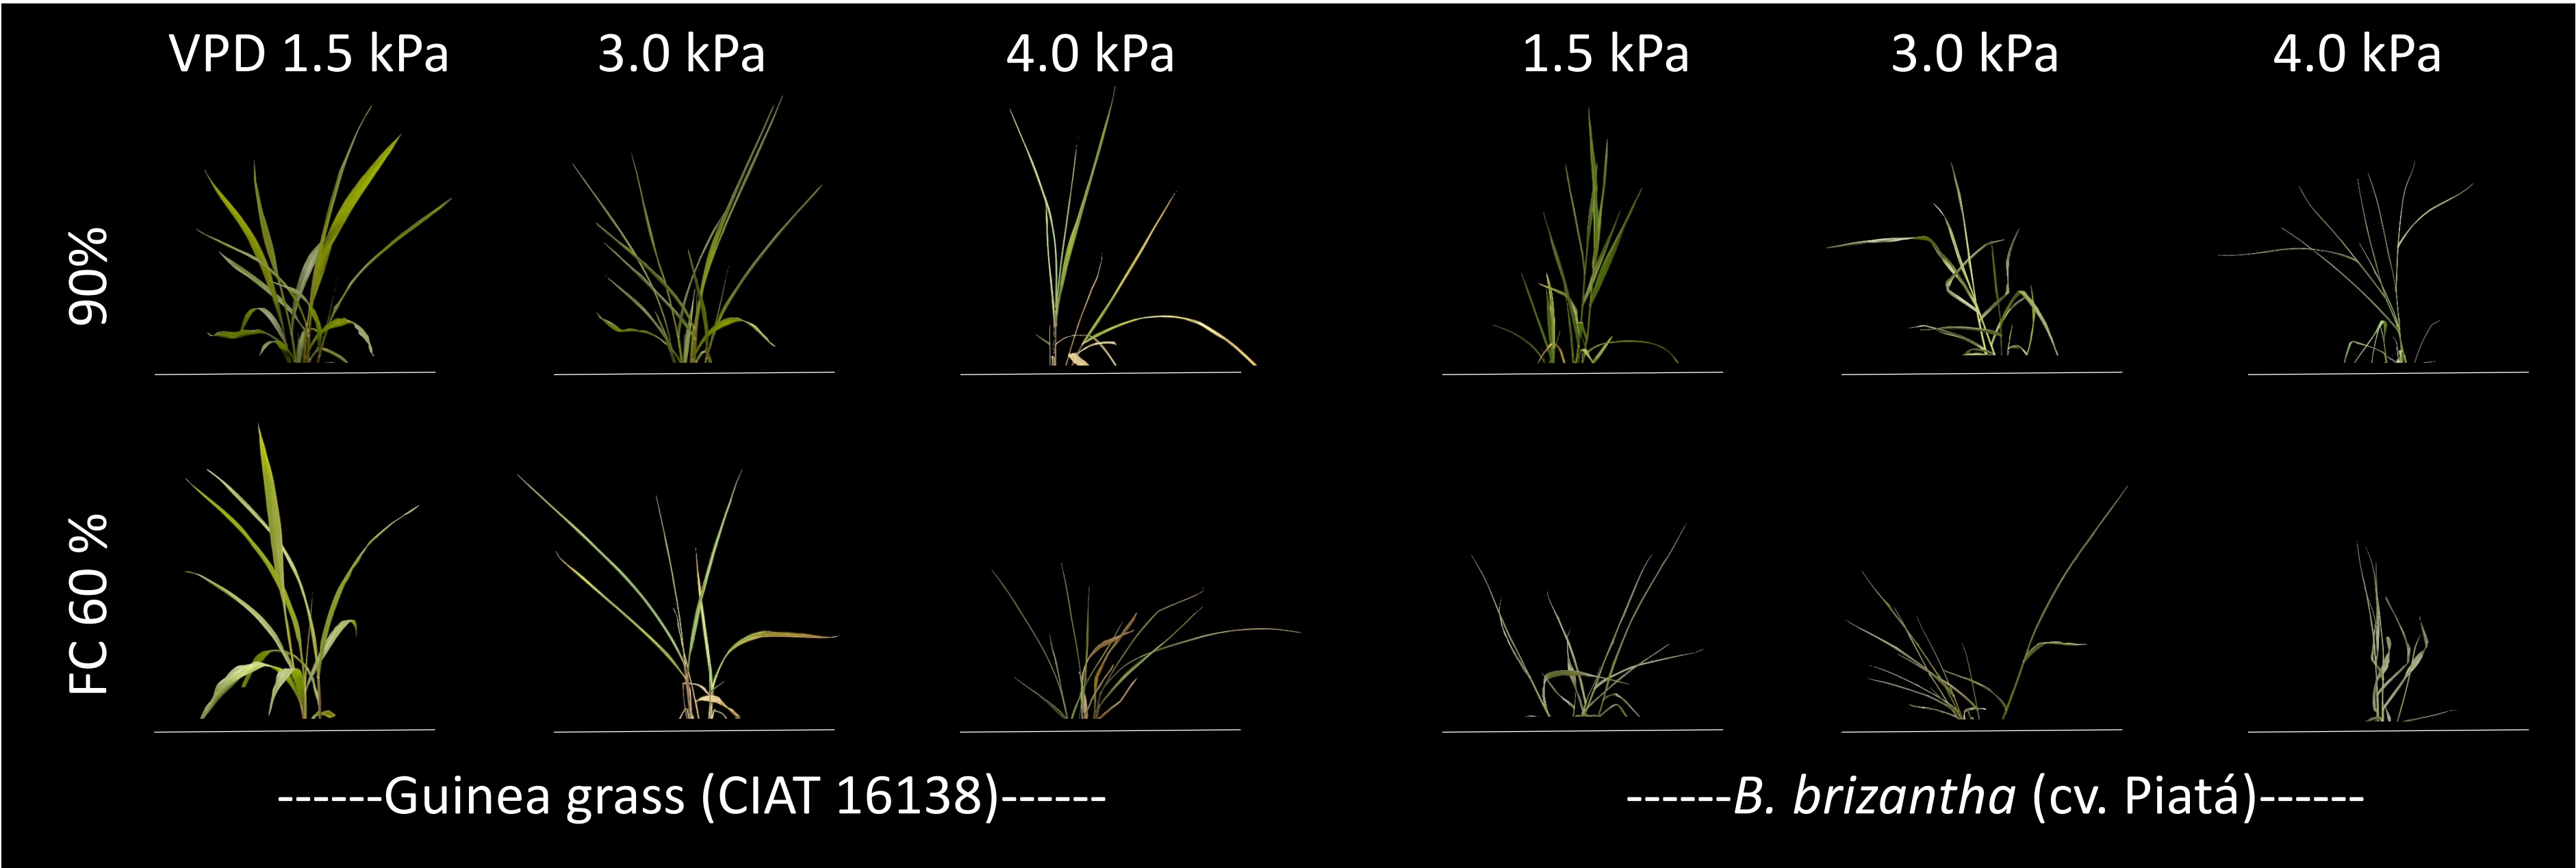 VPD 1.5 kPa 3.0 kPa 4.0 kPa 1.5 kPa 3.0 kPa 4.0 kPa
90%
FC 60 %
------Guinea grass (CIAT 16138)------ ------B. brizantha (cv. Piatá)------